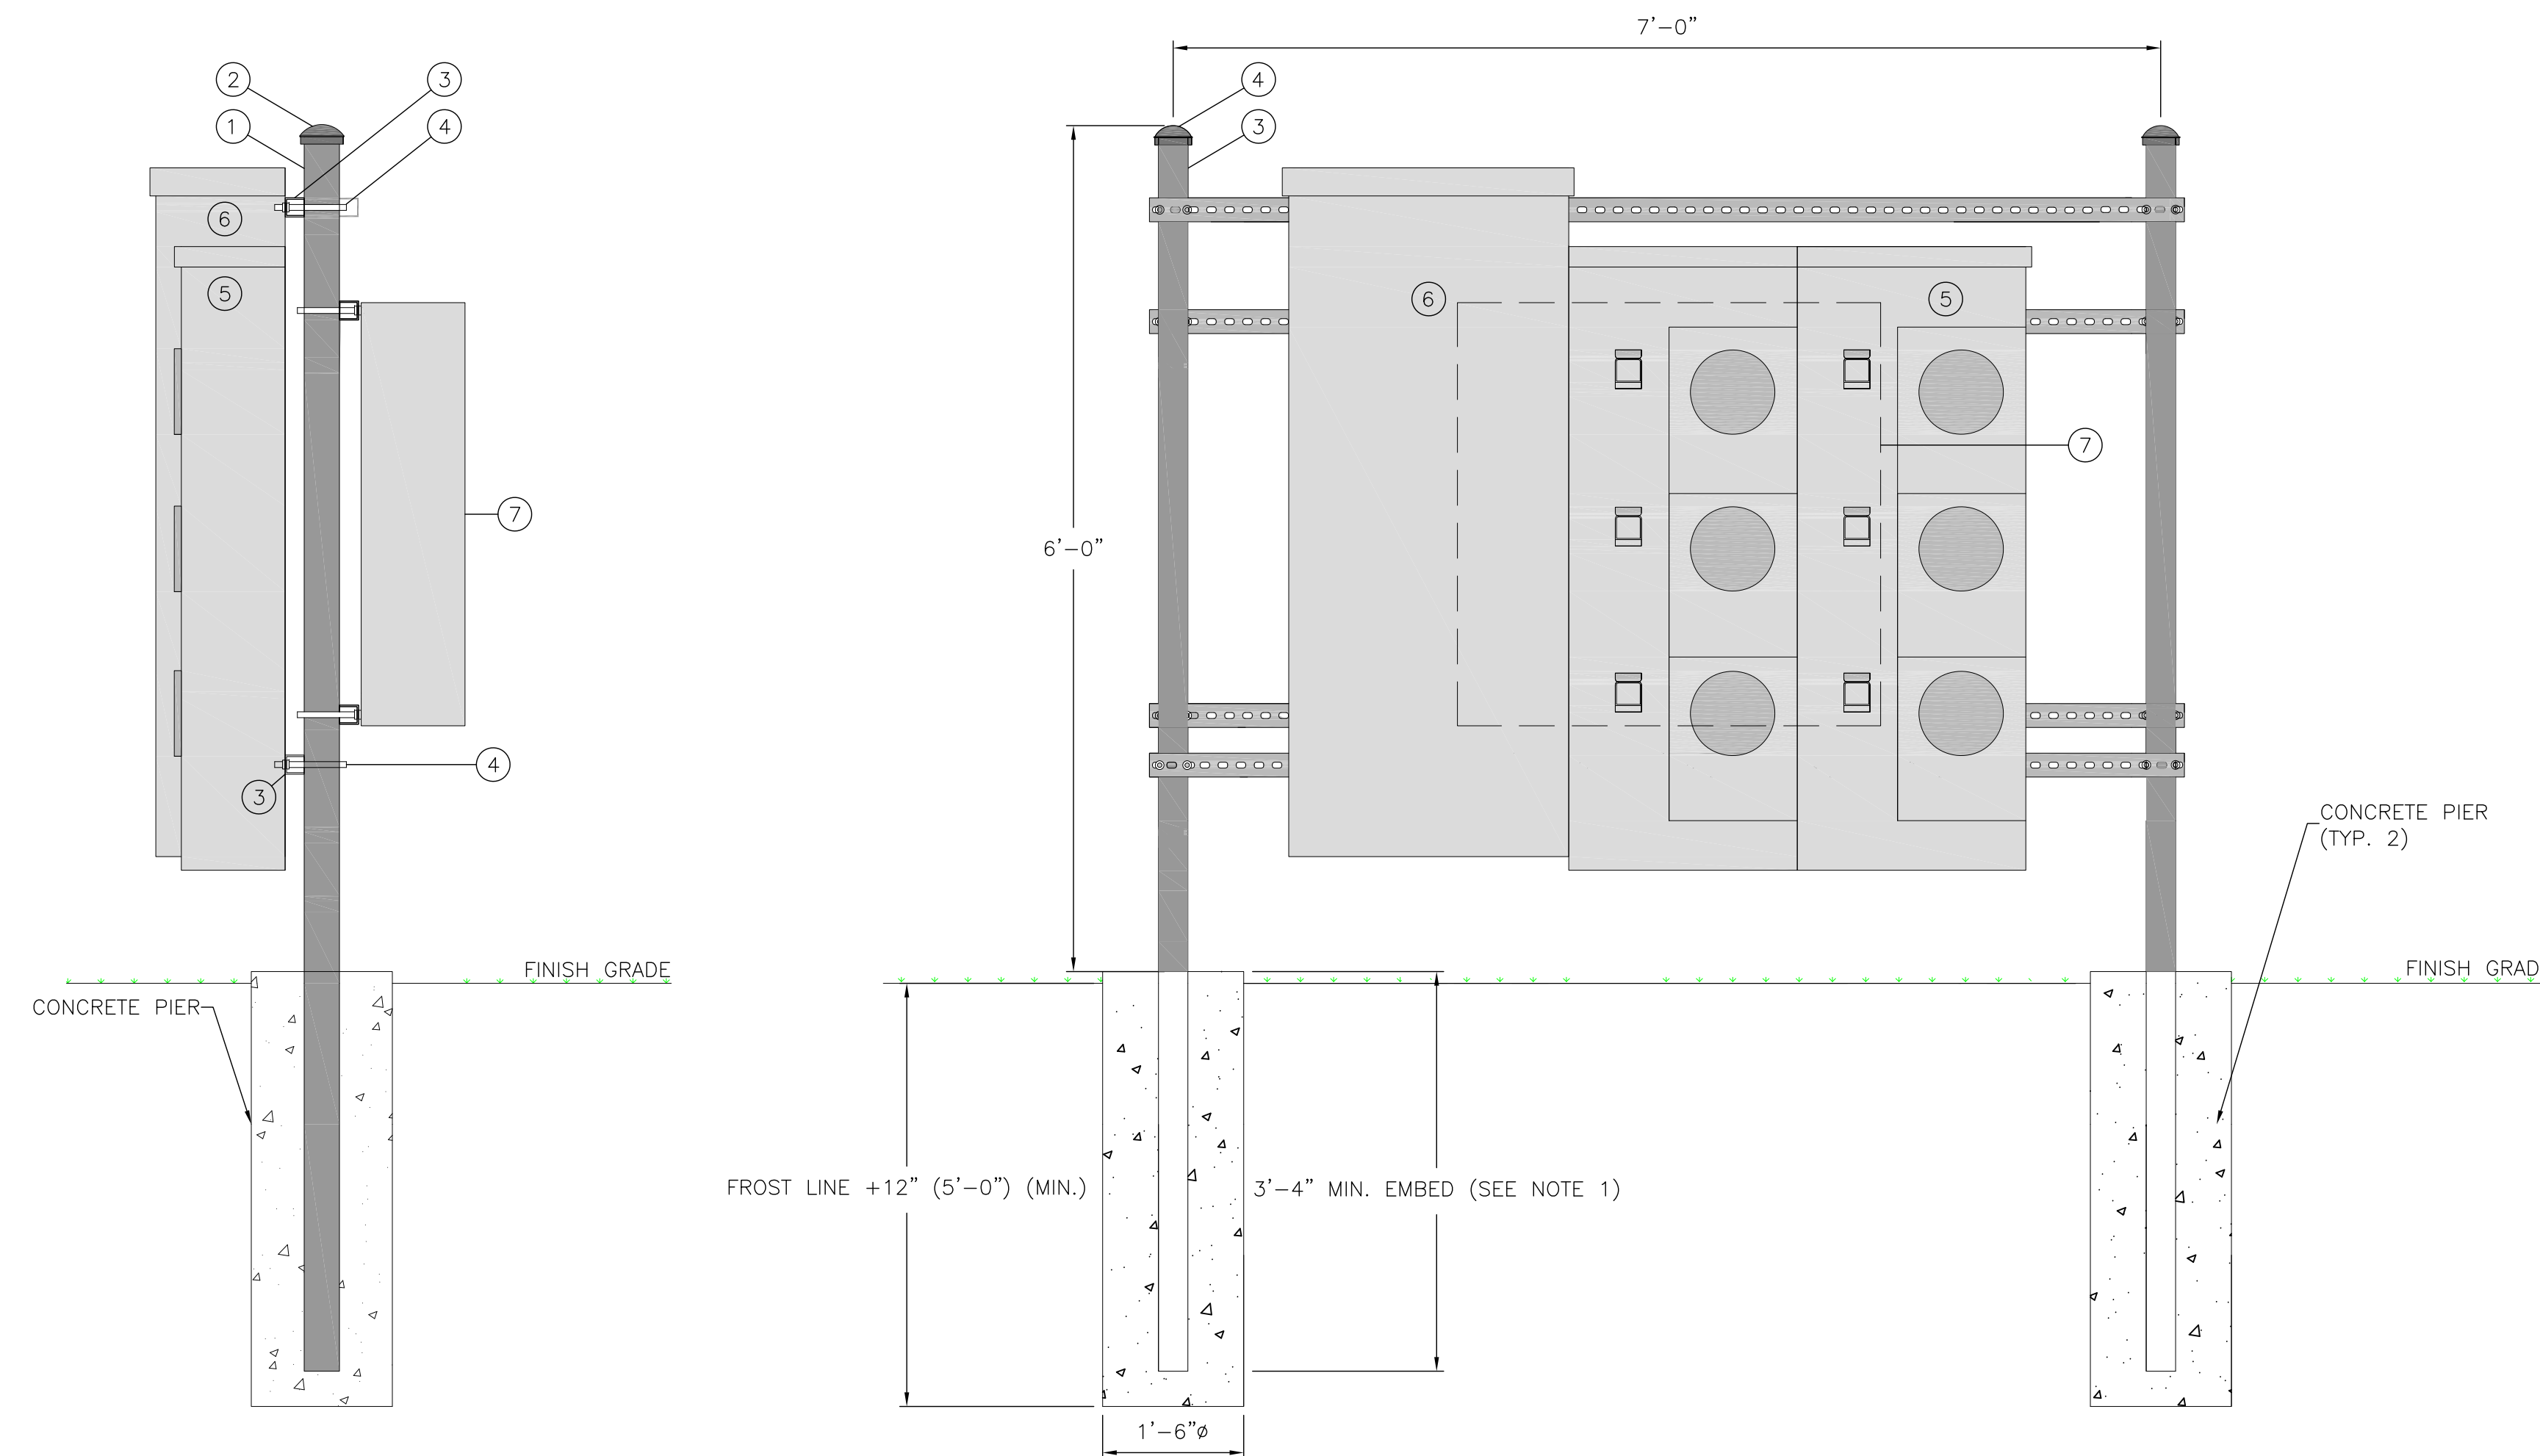 7'-0"
2
3
4
1
4
3
6
5
6
5
7
7
6'-0"
4
3
CONCRETE PIER
(TYP. 2)
FINISH GRADE
FINISH GRAD
CONCRETE PIER
FROST LINE +12" (5'-0") (MIN.)
3'-4" MIN. EMBED (SEE NOTE 1)
1'-6"ø